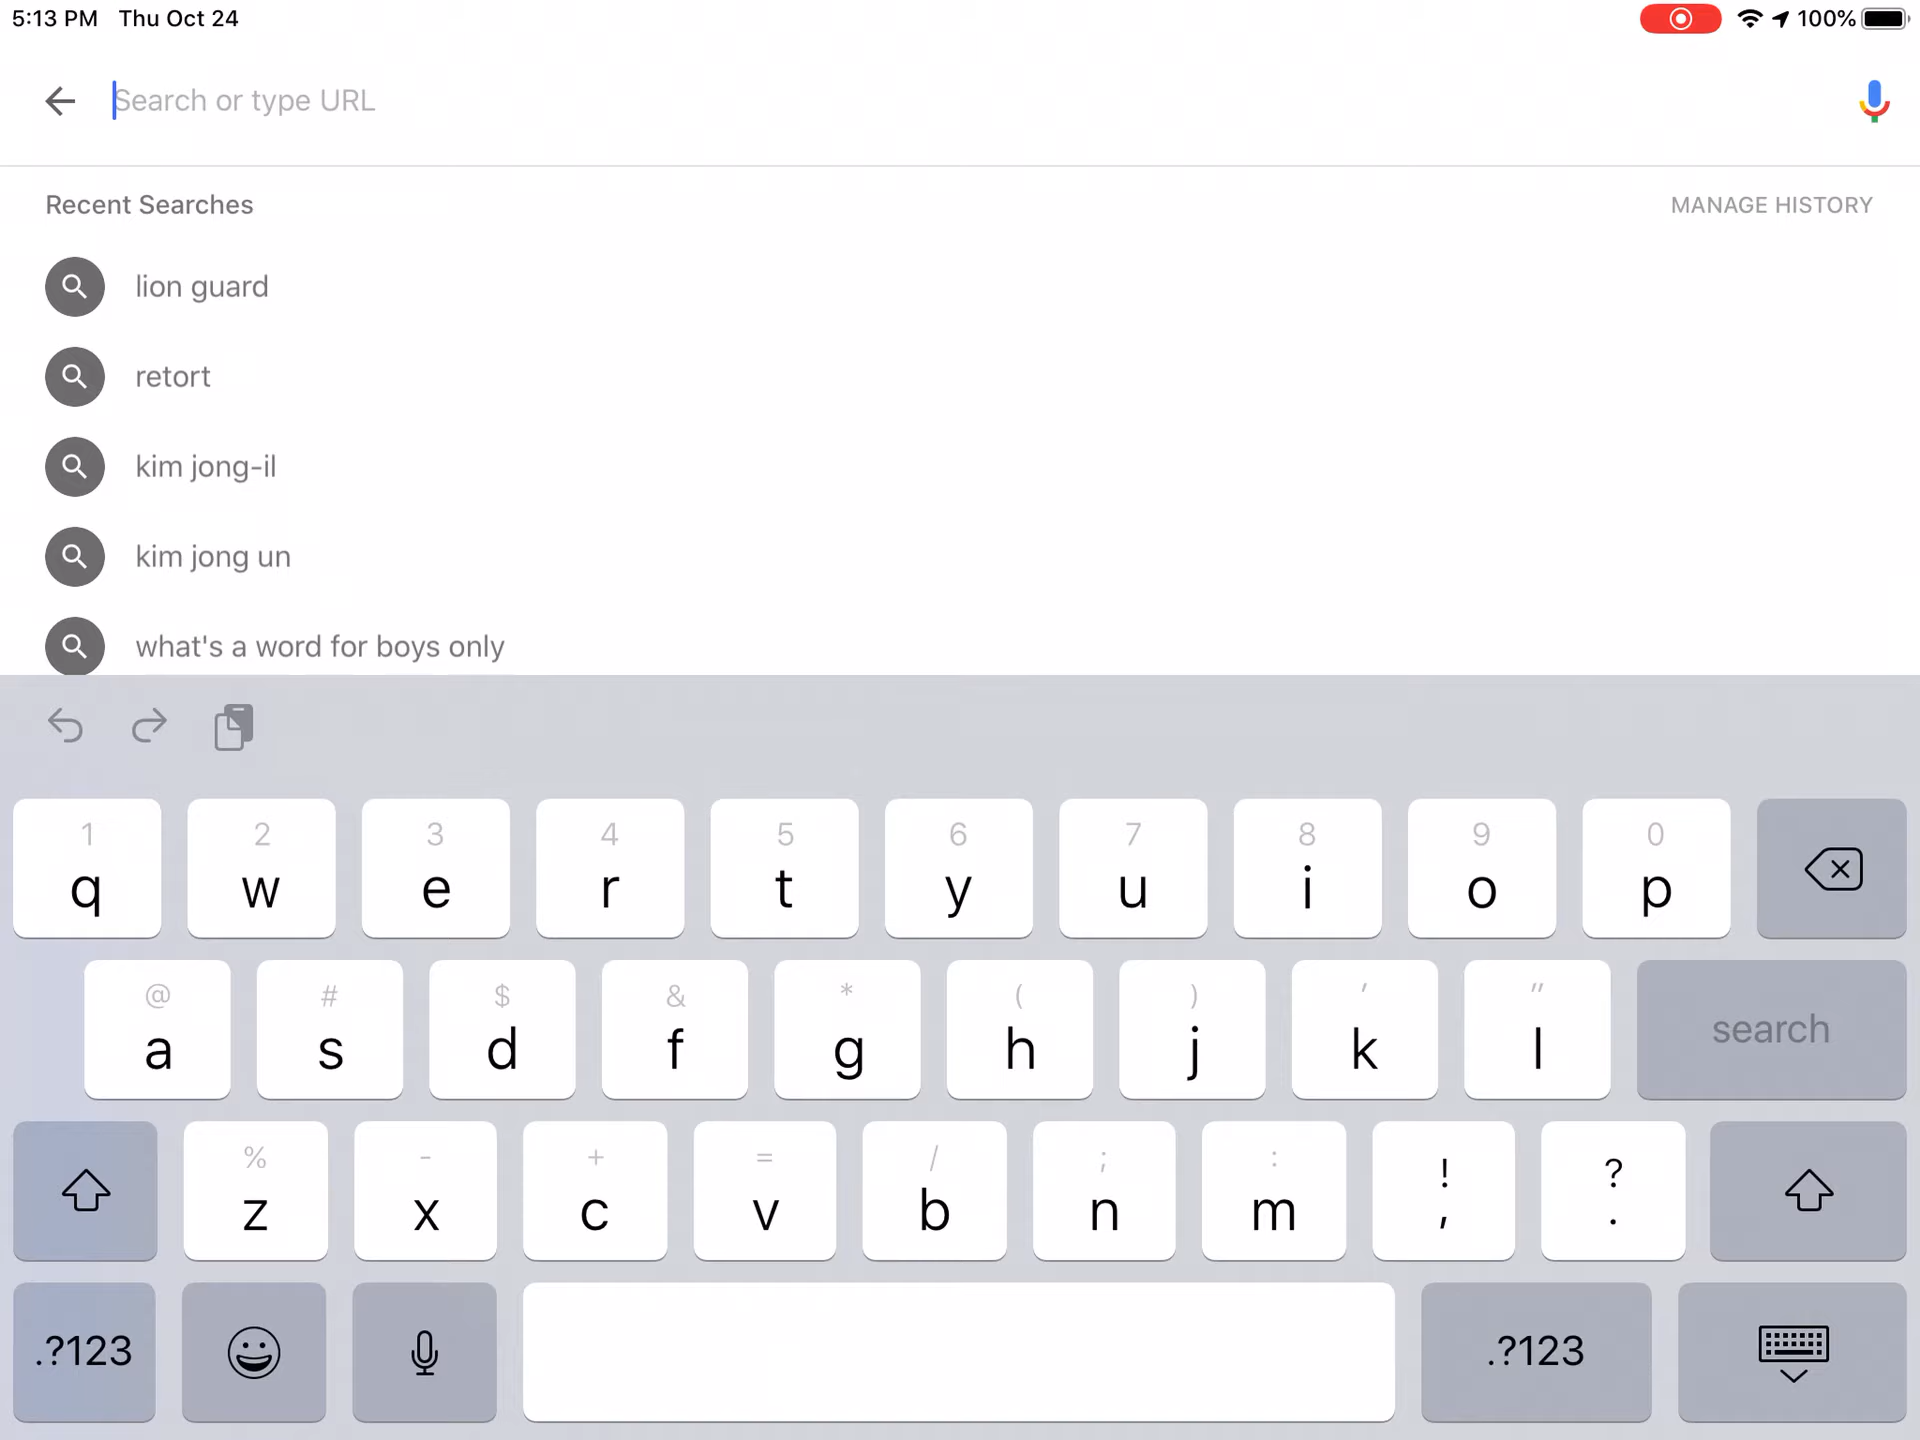 5:13 PM Thu Oct 24 100%
Search or type URL
Recent Searches MANAGE HISTORY
lion guard
retort
kim jong-il
kim jong un
what's a word for boys only
1 2 3 4 5 6 7 8 9 0
q w e r t y u i o p
@ # $ & * ( ) ' "
a s d f g h j k l search
% - + = / ; : ! ?
z x c v b n m , .
.?123 .?123